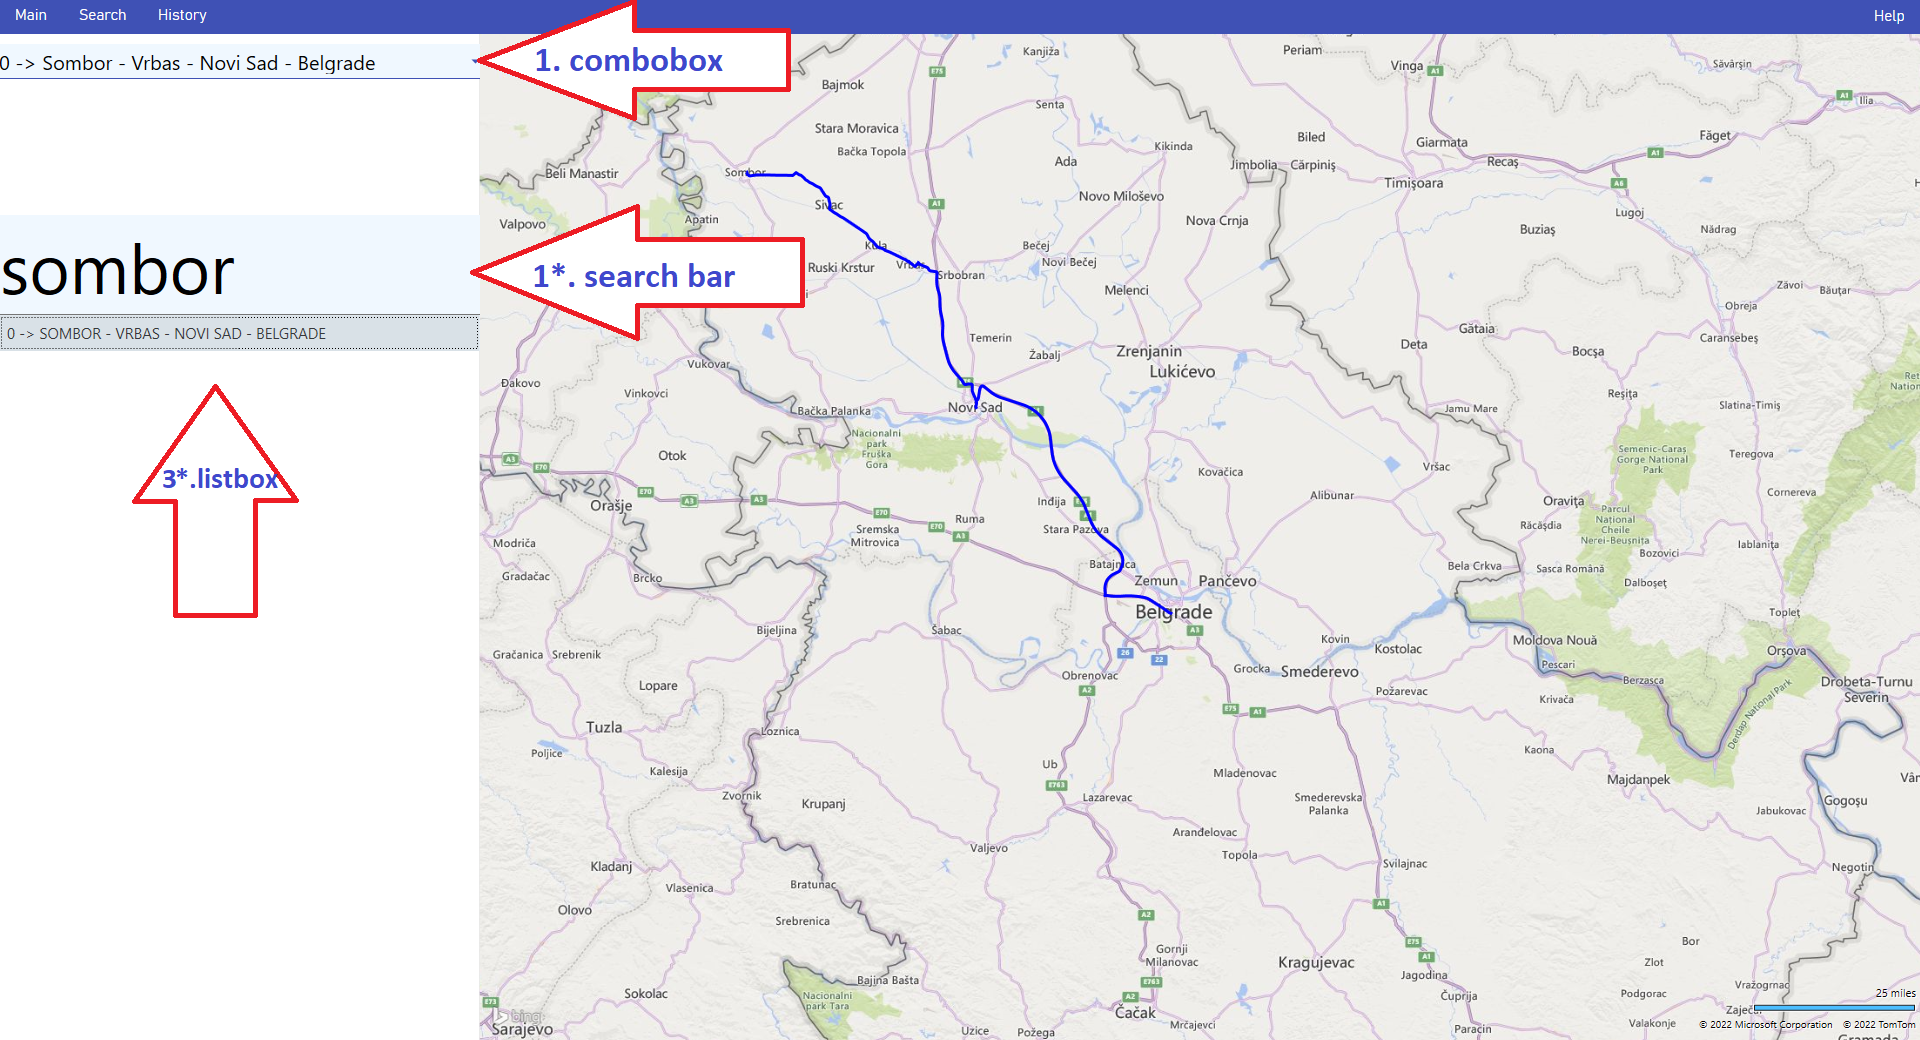 Main Search History Help
0 -> Sombor - Vrbas - Novi Sad - Belgrade
1. combobox
sombor
1*. search bar
0 -> SOMBOR - VRBAS - NOVI SAD - BELGRADE
3*.listbox
Kanjiža
Periam
Vinga
Săvârșin
Bajmok
Senta
Ilia
Stara Moravica
Bačka Topola
Biled
Făget
Giarmata
Kikinda
Ada
Jimbolia
Cărpiniș
Recaș
Beli Manastir
Sombor
Timișoara
Novo Miloševo
Sivac
Lugoj
Valpovo
Apatin
Nova Crnja
Buziaș
Nădrag
Kula
Bečej
Novi Bečej
Ruski Krstur
Srbobran
Melenci
Zăvoi
Băuțar
Obreja
Gătaia
Temerin
Deta
Caransebeș
Žabalj
Zrenjanin
Lukićevo
Bocșa
Vukovar
Đakovo
Vinkovci
Reșița
Novi Sad
Bačka Palanka
Jamu Mare
Slatina-Timiș
Nacionalni
park
Fruška
Gora
Semenic-Caraș
Gorge National
Park
Otok
Kovačica
Vršac
Teregova
Alibunar
Cornereva
Inđija
Oravița
Orašje
Ruma
Stara Pazova
Sremska
Mitrovica
Răcășdia
Parcul
Național
Cheile
Nerei-Beușnița
Modriča
Bozovici
Iablanița
Batajnica
Bela Crkva
Sasca Română
Gradačac
Brcko
Zemun
Pančevo
Dalboșet
Belgrade
Topleț
Bijeljina
Šabac
Kovin
Moldova Nouă
Kostolac
Orșova
Gračanica
Srebrenik
Grocka
Smederevo
Pescari
Obrenovac
Berzasca
Drobeta-Turnu
Severin
Lopare
Požarevac
Krivača
Đerdap National Park
Tuzla
Loznica
Poljice
Kaona
Ub
Kalesija
Mladenovac
Majdanpek
Zvornik
Krupanj
Lazarevac
Smederevska
Palanka
Gogoșu
Jabukovac
Aranđelovac
Valjevo
Topola
Svilajnac
Kladanj
Negotin
Vlasenica
Bratunac
Olovo
Srebrenica
Bor
Gornji
Milanovac
Kragujevac
Zlot
Jagodina
Bajina Bašta
Vražogrnac
Sokolac
Nacionalni
park Tara
Ćuprija
Podgorac
25 miles
Čačak
bing
Sarajevo
Užice
Požega
Mrčajevci
Paracin
Valakonje
© 2022 Microsoft Corporation © 2022 TomTom